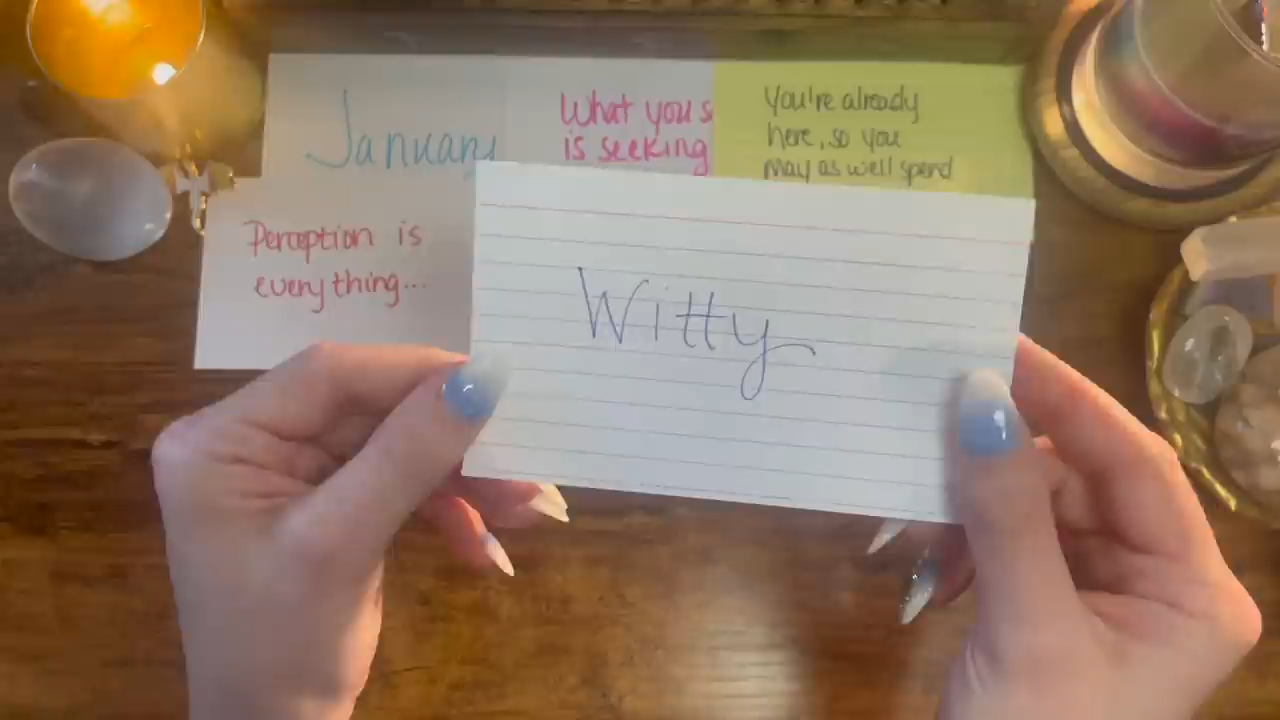 January
What you s
is seeking
You're already
here, so you
may as well spend
Perception is
everything...
Witty